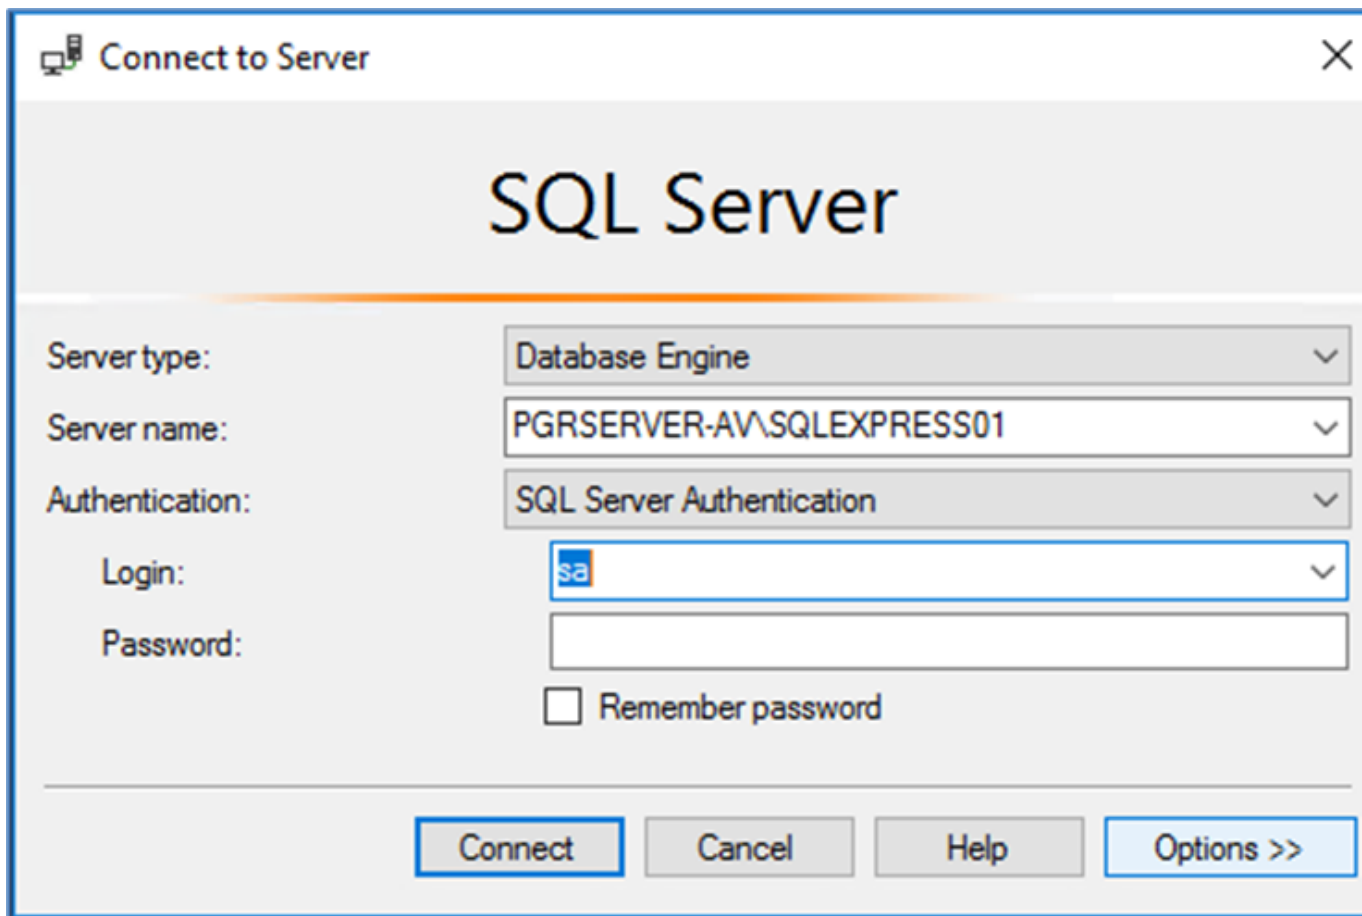 Connect to Server
SQL Server
Server type: Database Engine
Server name: PGRSERVER-AV\SQLEXPRESS01
Authentication: SQL Server Authentication
Login: sa
Password:
Remember password
Connect Cancel Help Options >>